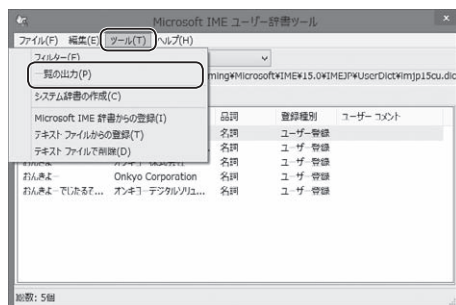 Microsoft IME ユーザー辞書ツール
ファイル(F) 編集(E) ツール(T) ヘルプ(H)
フィルター(F)
一覧の出力(P)
ming¥Microsoft¥IME¥15.0¥IMEJP¥UserDict¥imjp15cu.dic
システム辞書の作成(C)
Microsoft IME 辞書からの登録(I)
テキスト ファイルからの登録(T)
テキスト ファイルで削除(D)
品詞 登録種別 ユーザー コメント
名詞 ユーザー登録
名詞 ユーザー登録
名詞 ユーザー登録
おんきよー Onkyo Corporation 名詞 ユーザー登録
おんきよーでじたるそ... オンキヨーデジタルソリュ... 名詞 ユーザー登録
総数: 5個